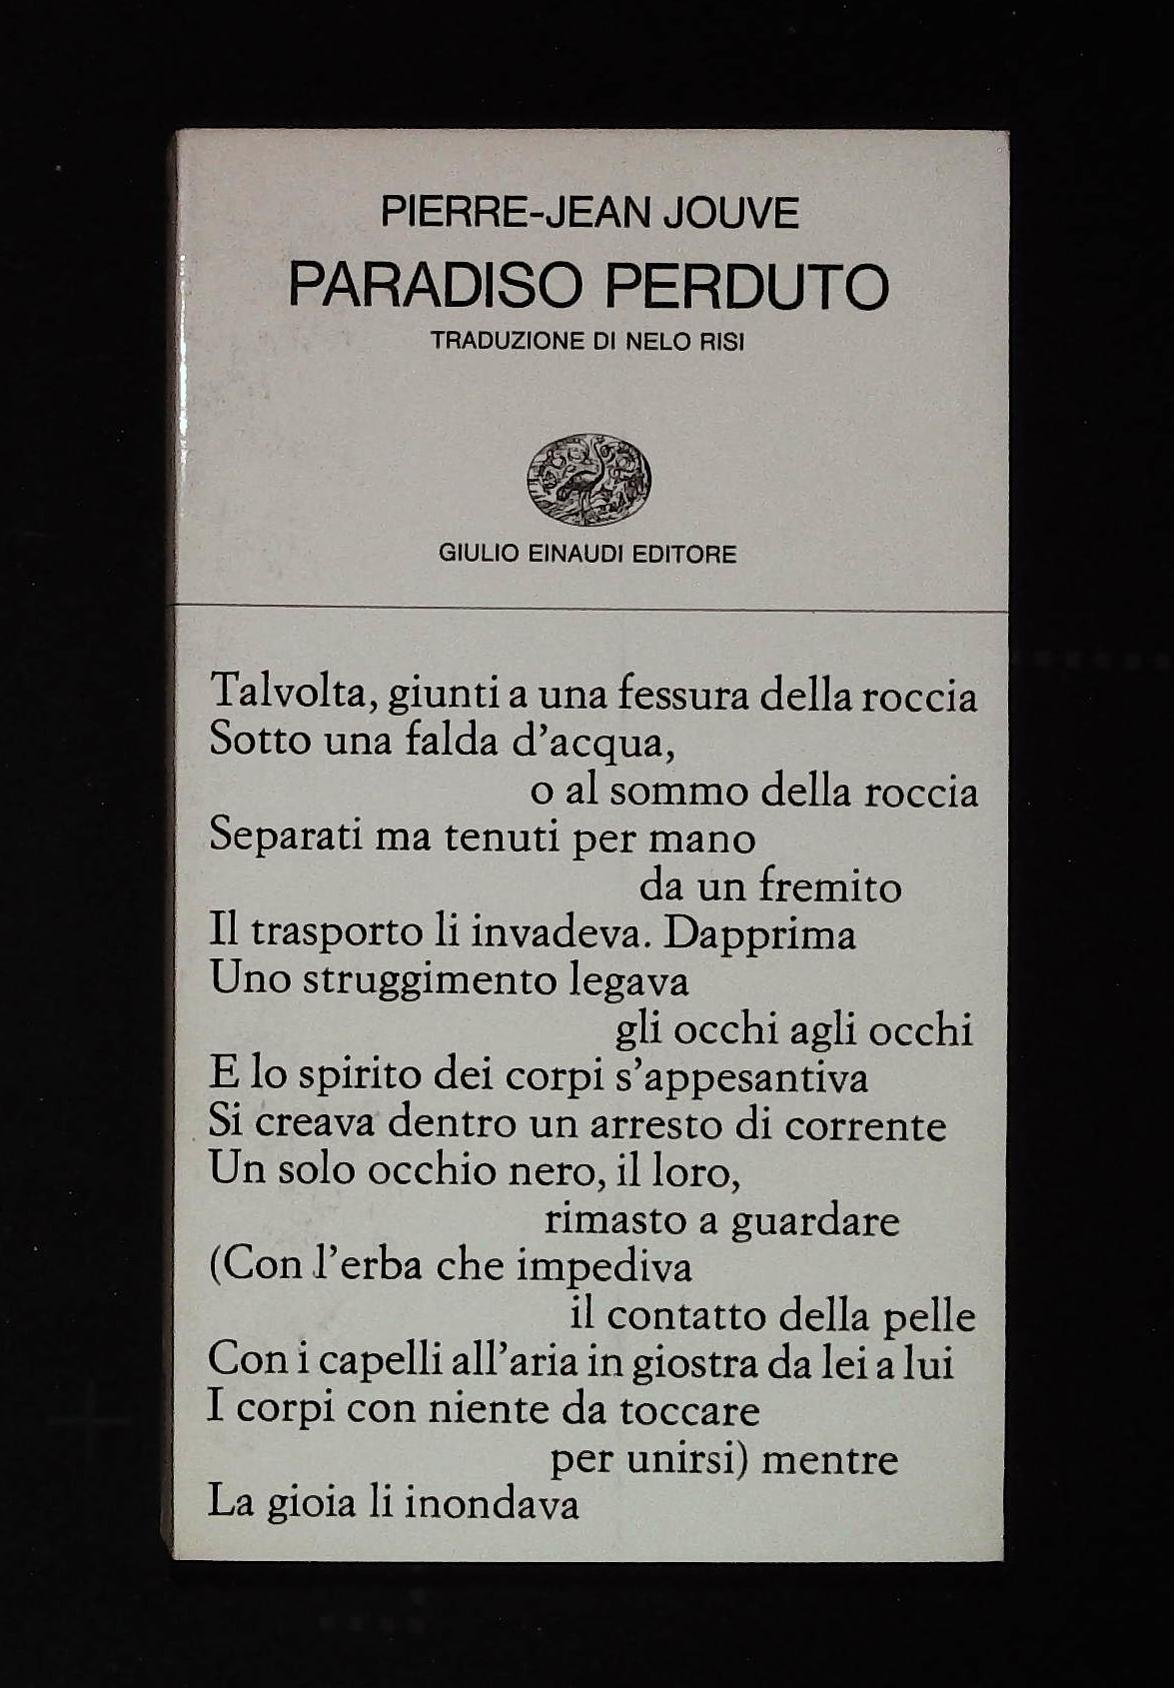 PIERRE-JEAN JOUVE
PARADISO PERDUTO
TRADUZIONE DI NELO RISI
GIULIO EINAUDI EDITORE
Talvolta, giunti a una fessura della roccia
Sotto una falda d'acqua,
o al sommo della roccia
Separati ma tenuti per mano
da un fremito
Il trasporto li invadeva. Dapprima
Uno struggimento legava
gli occhi agli occhi
E lo spirito dei corpi s'appesantiva
Si creava dentro un arresto di corrente
Un solo occhio nero, il loro,
rimasto a guardare
(Con l'erba che impediva
il contatto della pelle
Con i capelli all'aria in giostra da lei a lui
I corpi con niente da toccare
per unirsi) mentre
La gioia li inondava